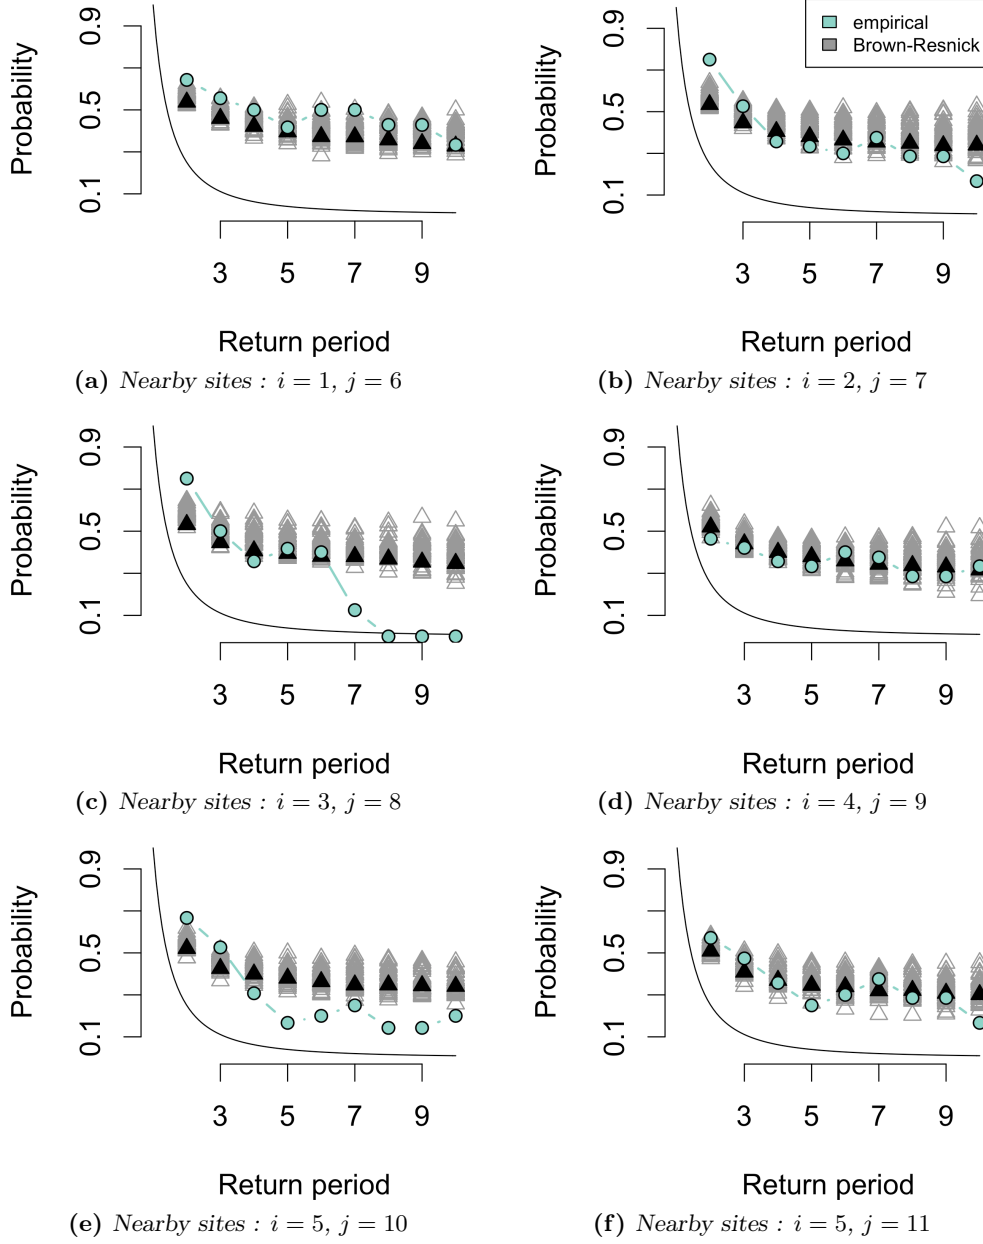 empirical
Brown-Resnick
Probability
0.9
0.5
0.1
3 5 7 9
Return period
(a) Nearby sites : i = 1, j = 6
Probability
0.9
0.5
0.1
3 5 7 9
Return period
(b) Nearby sites : i = 2, j = 7
Probability
0.9
0.5
0.1
3 5 7 9
Return period
(c) Nearby sites : i = 3, j = 8
Probability
0.9
0.5
0.1
3 5 7 9
Return period
(d) Nearby sites : i = 4, j = 9
Probability
0.9
0.5
0.1
3 5 7 9
Return period
(e) Nearby sites : i = 5, j = 10
Probability
0.9
0.5
0.1
3 5 7 9
Return period
(f) Nearby sites : i = 5, j = 11